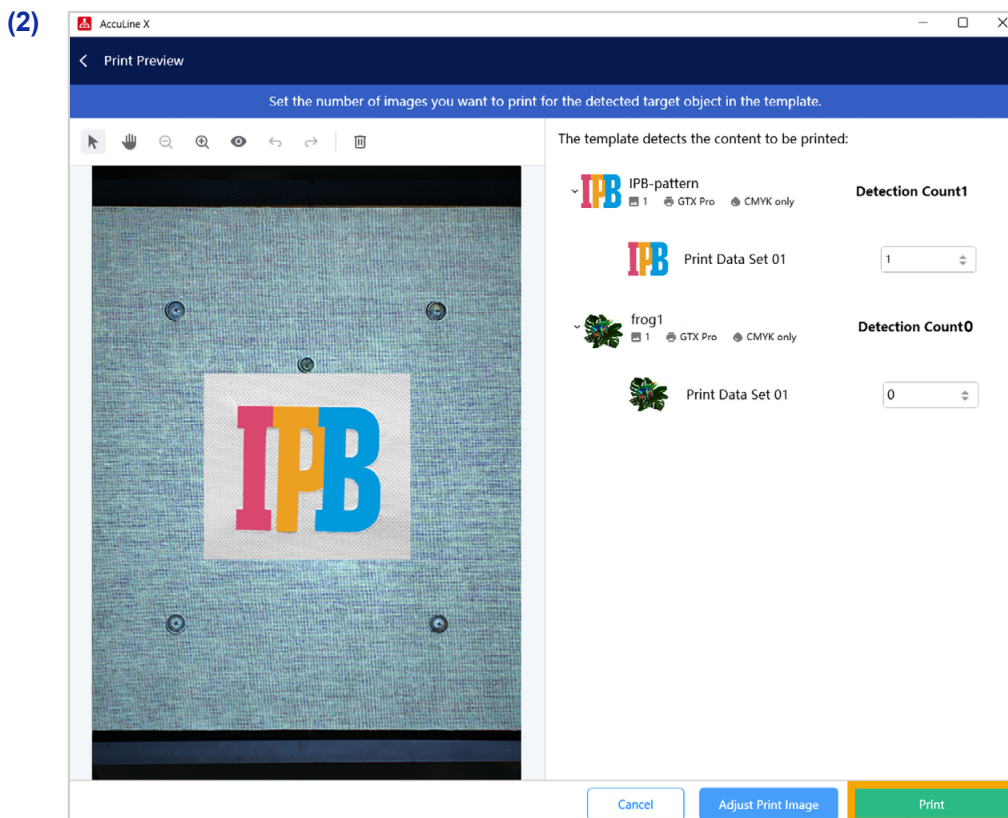 (2)
AccuLine X
Print Preview
Set the number of images you want to print for the detected target object in the template.
The template detects the content to be printed:
IPB
IPB-pattern
1 GTX Pro CMYK only
Detection Count1
IPB
Print Data Set 01
1
frog1
1 GTX Pro CMYK only
Detection Count0
Print Data Set 01
0
IPB
Cancel
Adjust Print Image
Print